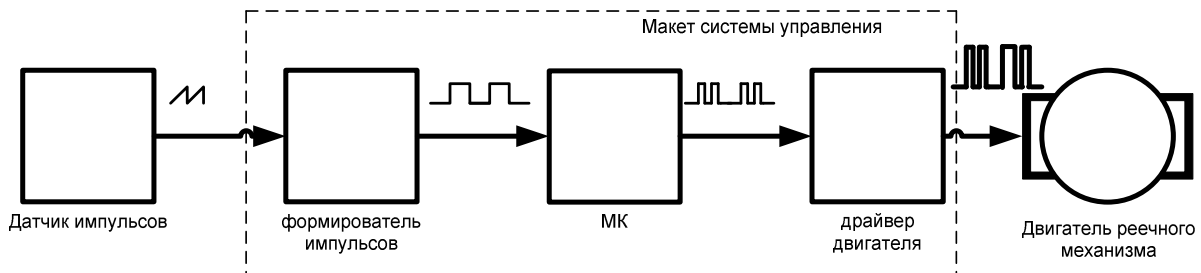 Макет системы управления
Датчик импульсов
формирователь
импульсов
МК
драйвер
двигателя
Двигатель реечного
механизма